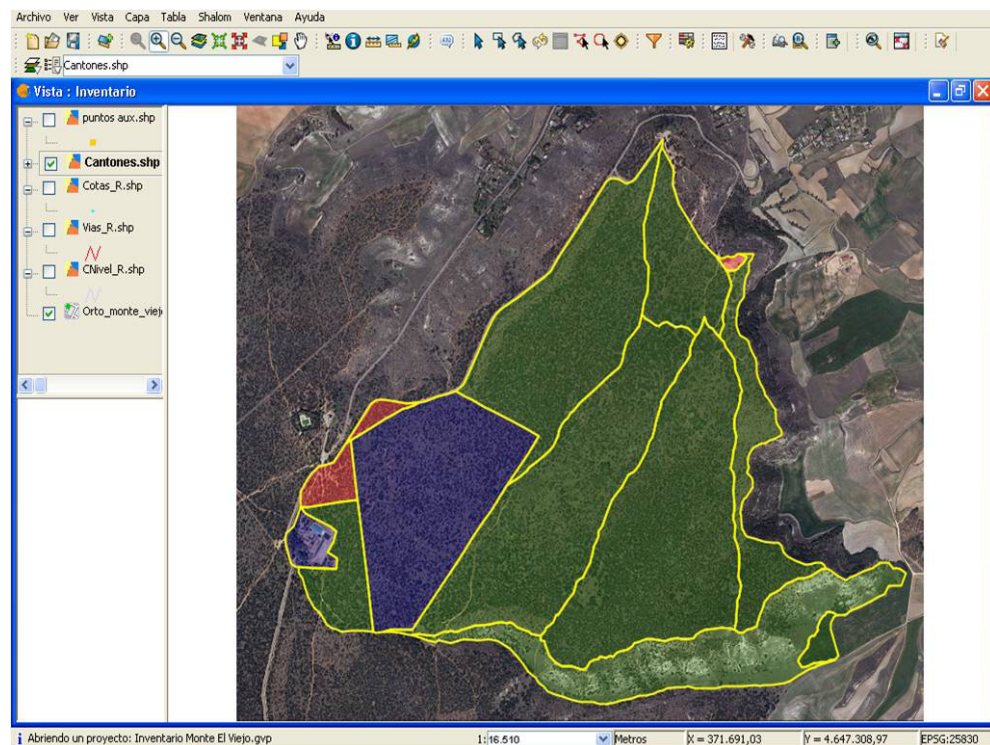 Archivo Ver Vista Capa Tabla Shalom Ventana Ayuda
Cantones.shp
Vista : Inventario
puntos aux.shp
Cantones.shp
Cotas_R.shp
Vias_R.shp
CNivel_R.shp
Orto_monte_viej
Abriendo un proyecto: Inventario Monte El Viejo.gvp 1: 16.510 Metros X = 371.691,03 Y = 4.647.308,97 EPSG:25830